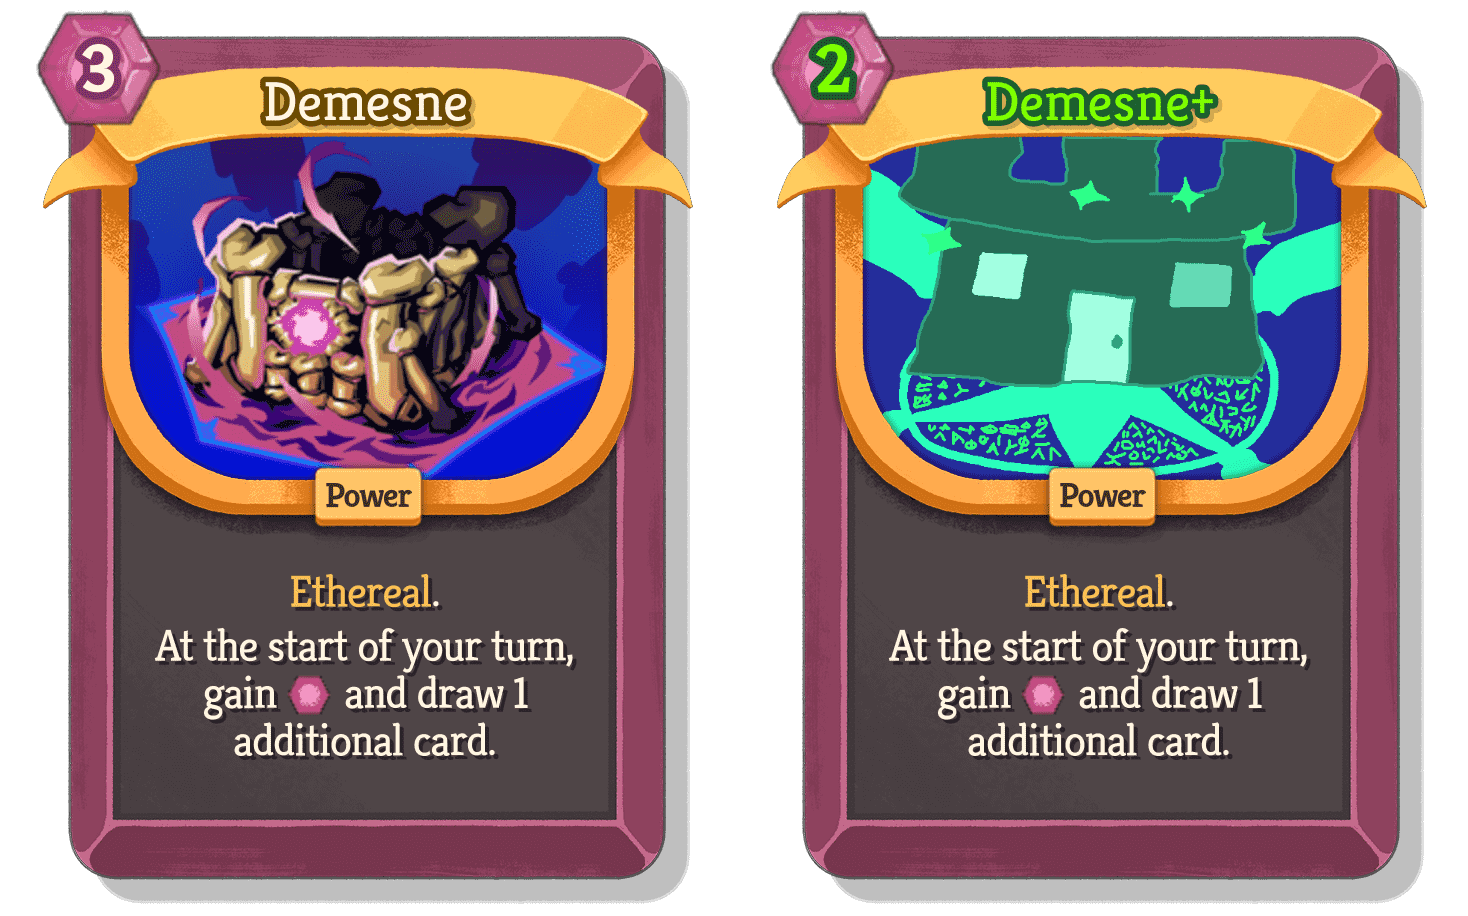 3
Demesne
Power
Ethereal.
At the start of your turn,
gain and draw 1
additional card.
2
Demesne+
Power
Ethereal.
At the start of your turn,
gain and draw 1
additional card.